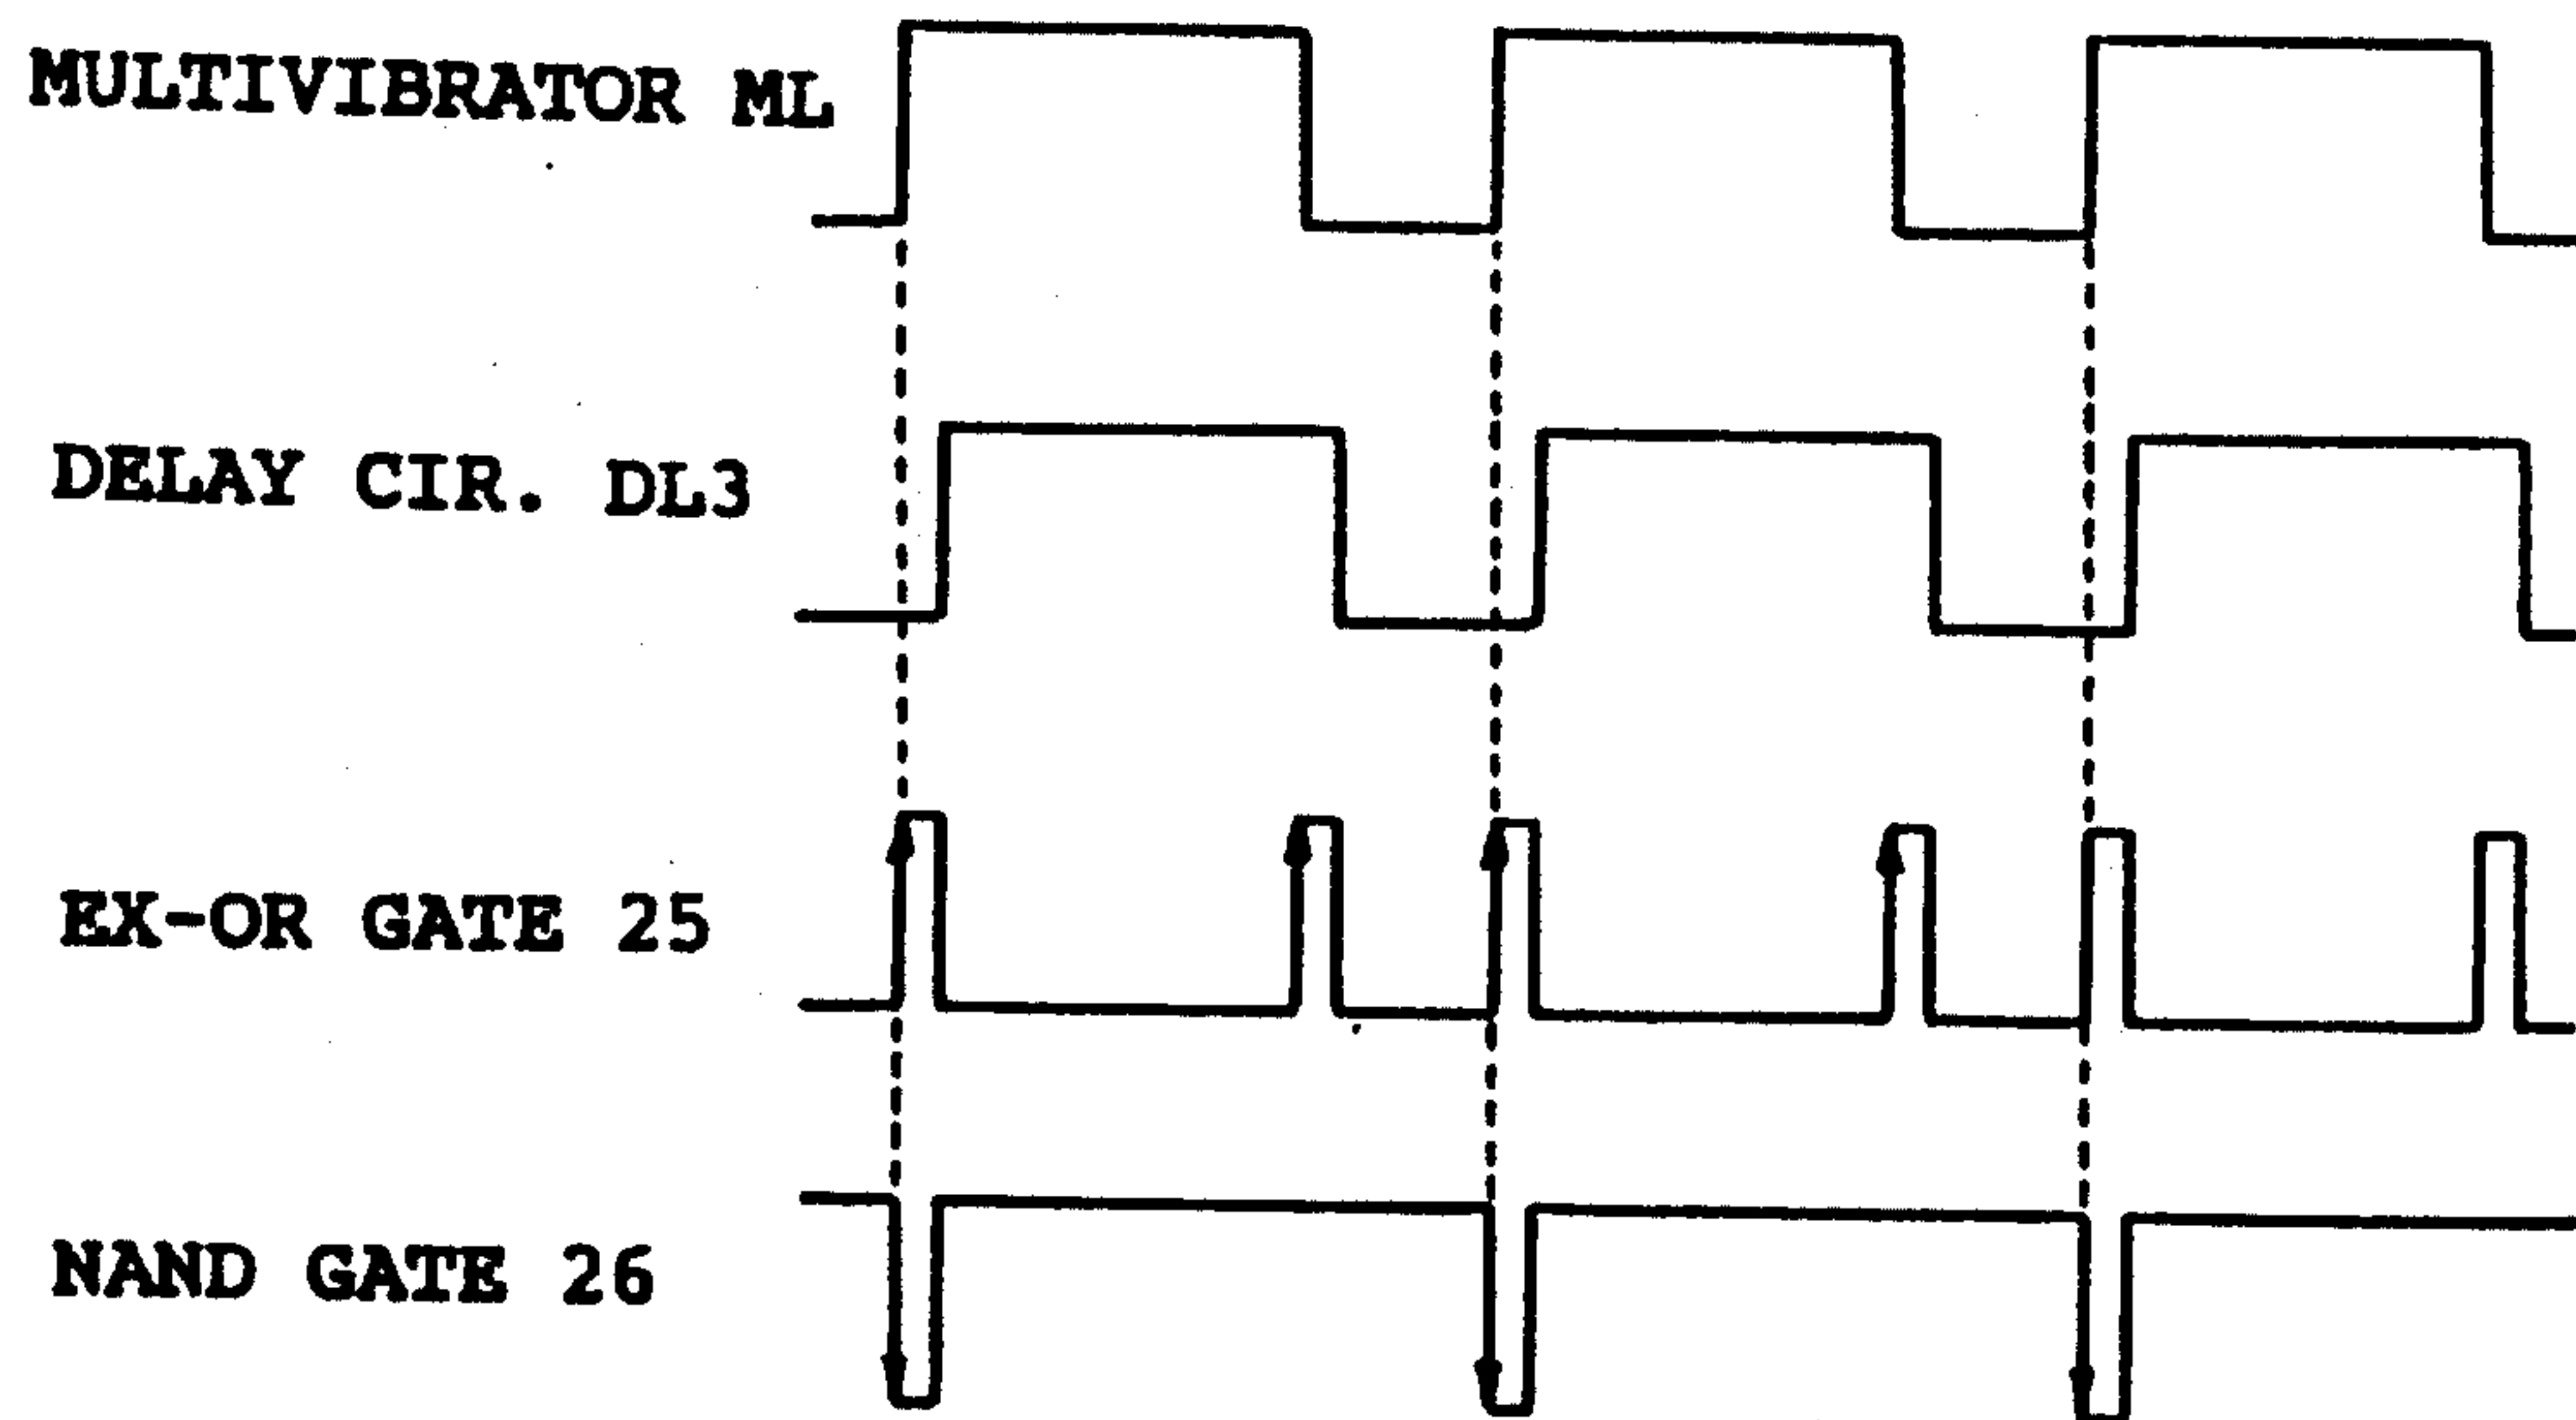 MULTIVIBRATOR ML
DELAY CIR. DL3
EX-OR GATE 25
NAND GATE 26